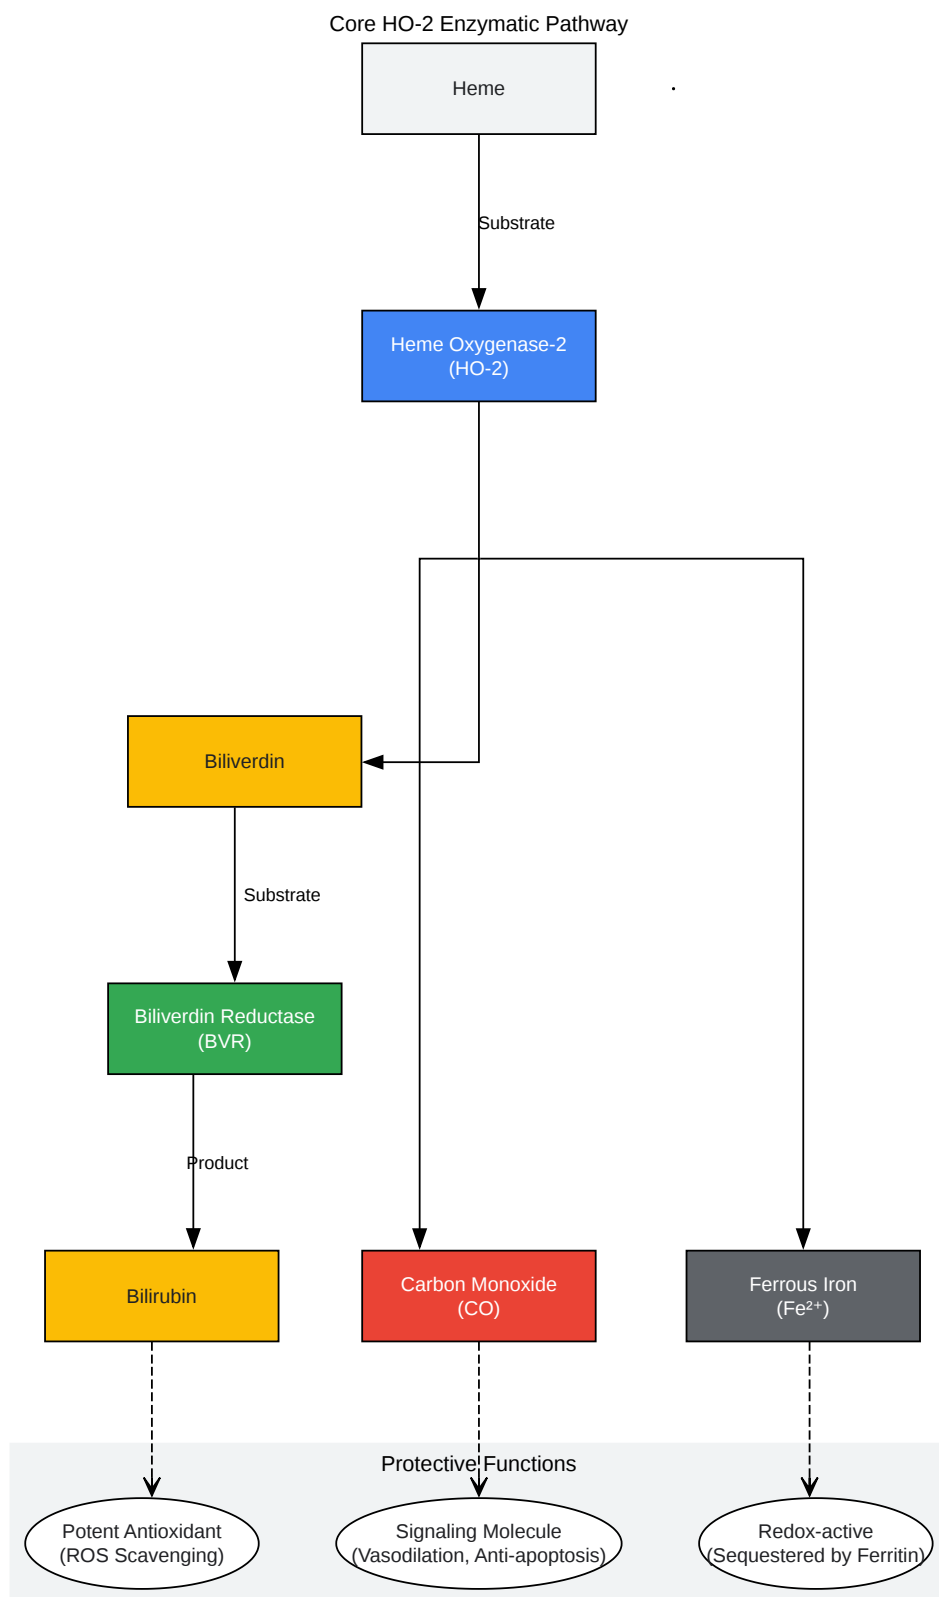 Core HO-2 Enzymatic Pathway
Heme
Substrate
Heme Oxygenase-2
(HO-2)
Biliverdin
Substrate
Biliverdin Reductase
(BVR)
Product
Bilirubin
Carbon Monoxide
(CO)
Ferrous Iron
(Fe²⁺)
Protective Functions
Potent Antioxidant
(ROS Scavenging)
Signaling Molecule
(Vasodilation, Anti-apoptosis)
Redox-active
(Sequestered by Ferritin)